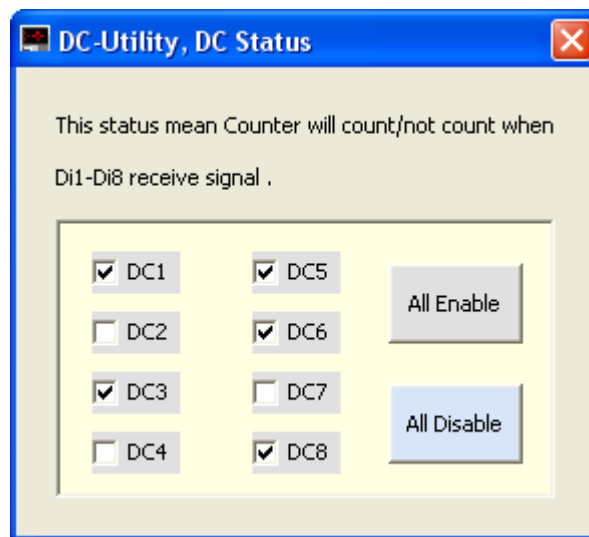 DC-Utility, DC Status
This status mean Counter will count/not count when
Di1-Di8 receive signal .
DC1
DC5
All Enable
DC2
DC6
DC3
DC7
All Disable
DC4
DC8